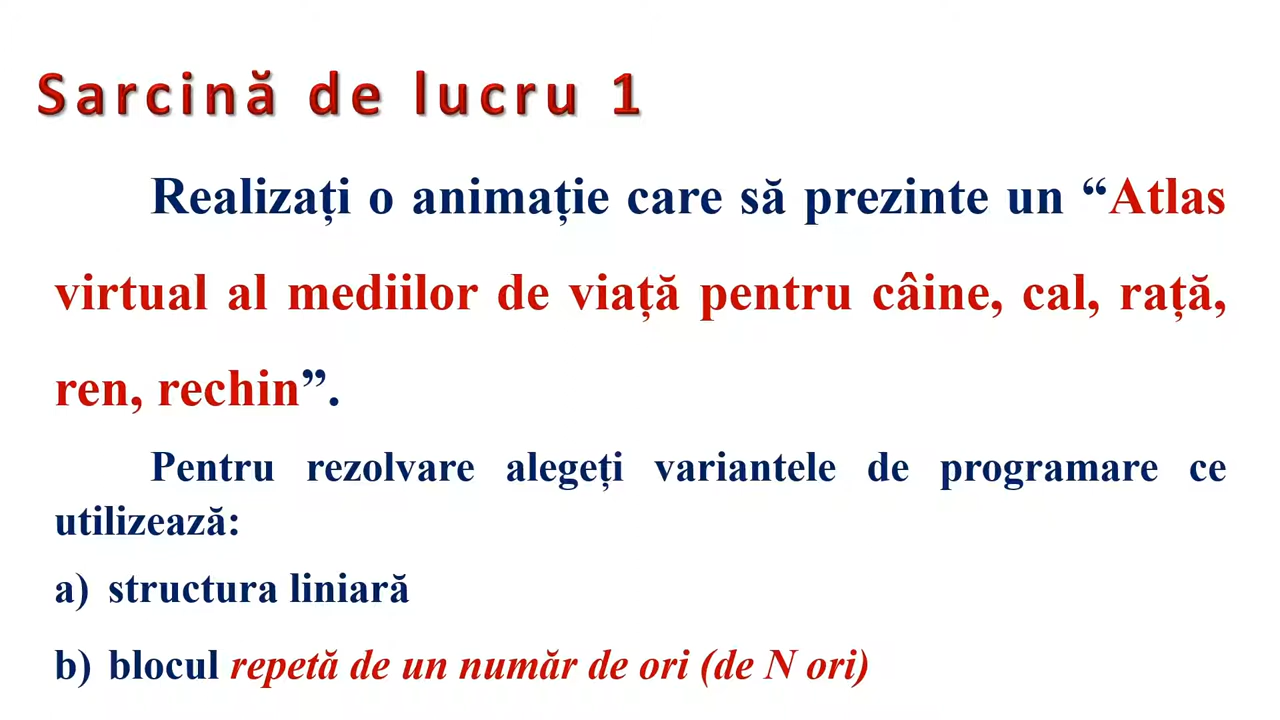 Sarcină de lucru 1
Realizați o animație care să prezinte un “Atlas
virtual al mediilor de viață pentru câine, cal, rață,
ren, rechin”.
Pentru rezolvare alegeți variantele de programare ce
utilizează:
a) structura liniară
b) blocul repetă de un număr de ori (de N ori)